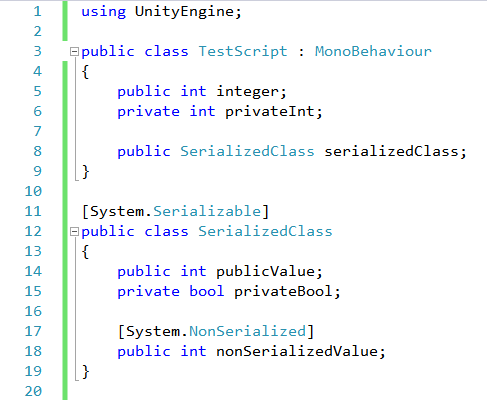 1 using UnityEngine;
2
3 public class TestScript : MonoBehaviour
4 {
5     public int integer;
6     private int privateInt;
7
8     public SerializedClass serializedClass;
9 }
10
11 [System.Serializable]
12 public class SerializedClass
13 {
14     public int publicValue;
15     private bool privateBool;
16
17     [System.NonSerialized]
18     public int nonSerializedValue;
19 }
20